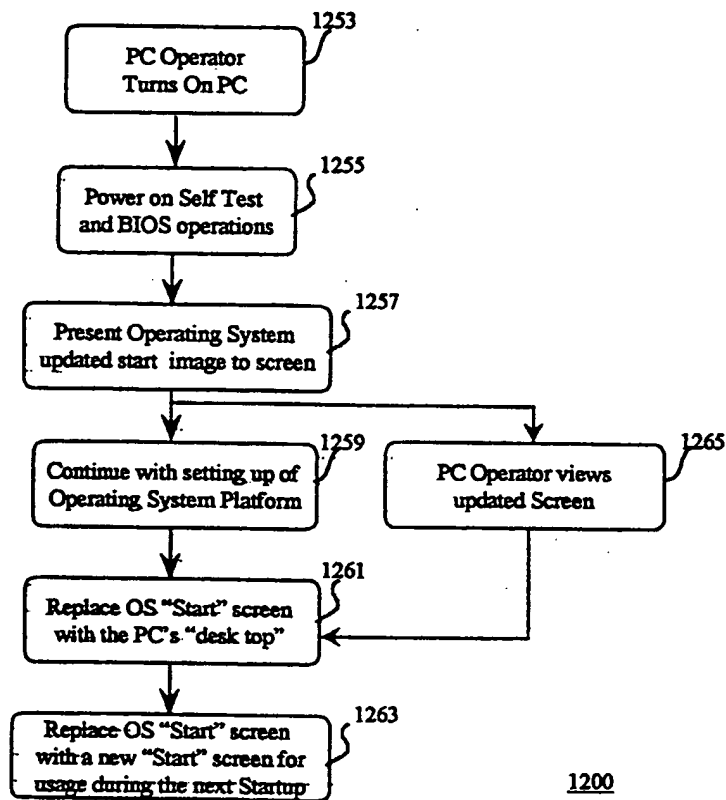 1253
PC Operator
Turns On PC
1255
Power on Self Test
and BIOS operations
1257
Present Operating System
updated start image to screen
1259
Continue with setting up of
Operating System Platform
1265
PC Operator views
updated Screen
1261
Replace OS “Start” screen
with the PC's “desk top”
1263
Replace OS “Start” screen
with a new “Start” screen for
usage during the next Startup
1200